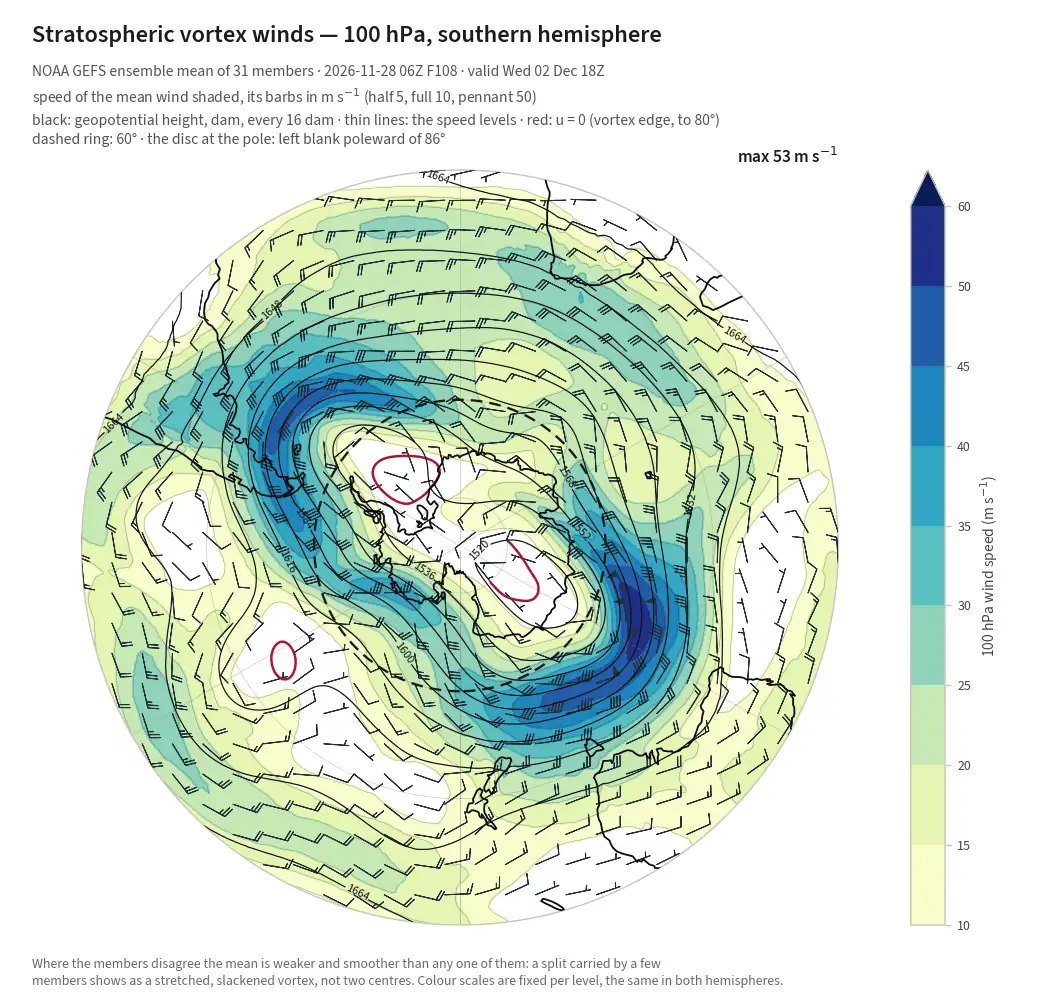 Stratospheric vortex winds — 100 hPa, southern hemisphere
NOAA GEFS ensemble mean of 31 members · 2026-11-28 06Z F108 · valid Wed 02 Dec 18Z
speed of the mean wind shaded, its barbs in m s⁻¹ (half 5, full 10, pennant 50)
black: geopotential height, dam, every 16 dam · thin lines: the speed levels · red: u = 0 (vortex edge, to 80°)
dashed ring: 60° · the disc at the pole: left blank poleward of 86°
max 53 m s⁻¹
1664
1648
1664
1664
1568
1632
1552
1520
1616
1536
1600
1664
60
50
45
40
35
30
25
20
15
10
100 hPa wind speed (m s⁻¹)
Where the members disagree the mean is weaker and smoother than any one of them: a split carried by a few
members shows as a stretched, slackened vortex, not two centres. Colour scales are fixed per level, the same in both hemispheres.